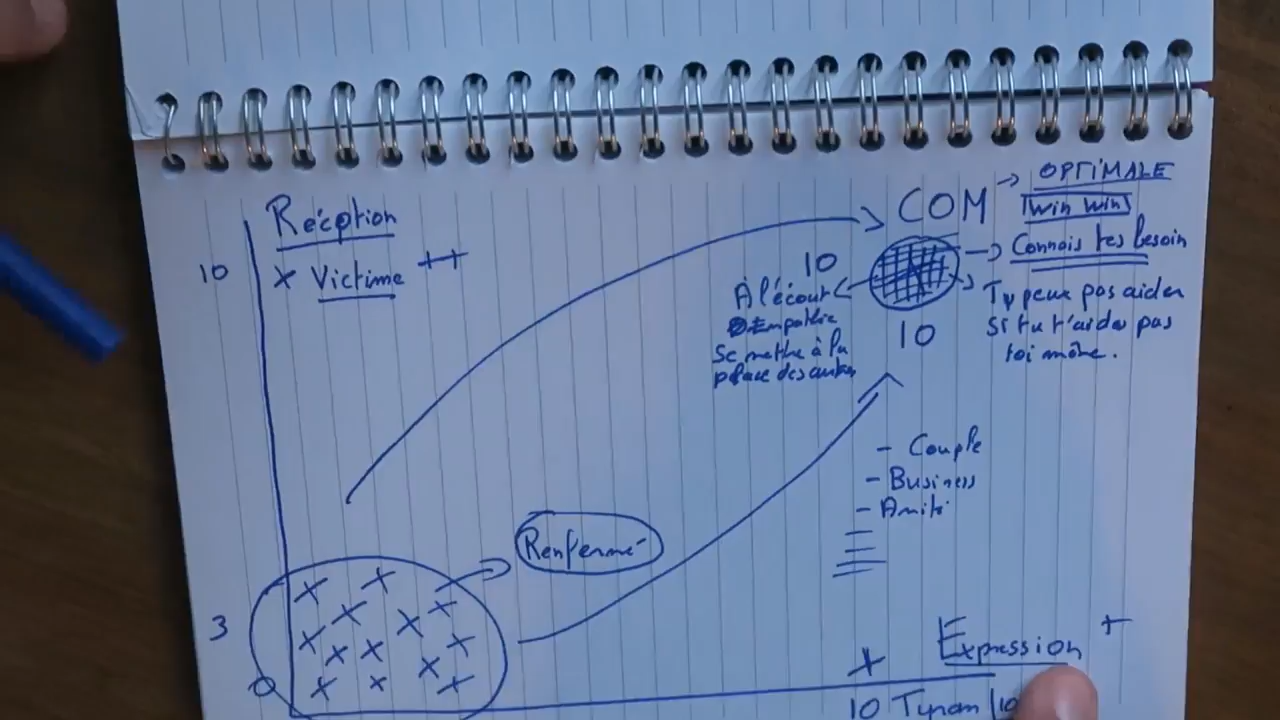 Réception
10 x Victime ++
COM → OPTIMALE
Win Win
Connais tes besoin
Ty peux pas aider
si tu t'aides pas
toi même.
10
À l'écout
Empathie
Se mettre à la
place des autres
10
- Couple
- Business
- Amitié
Renfermé
3
0
Expression +
10 Tyran 10